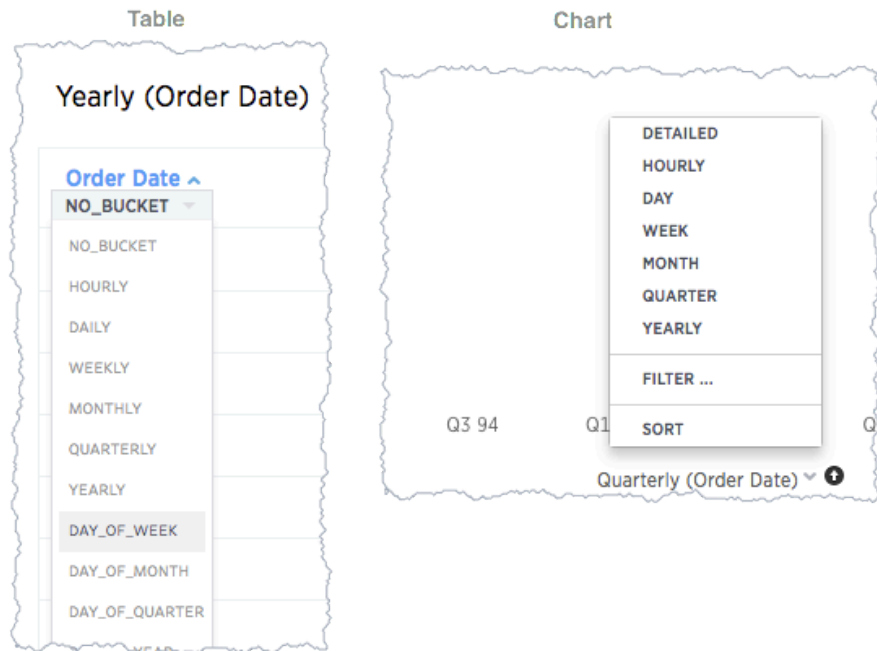 Table
Yearly (Order Date)
Order Date
NO_BUCKET
NO_BUCKET
HOURLY
DAILY
WEEKLY
MONTHLY
QUARTERLY
YEARLY
DAY_OF_WEEK
DAY_OF_MONTH
DAY_OF_QUARTER
Chart
DETAILED
HOURLY
DAY
WEEK
MONTH
QUARTER
YEARLY
FILTER ...
SORT
Q3 94
Q1
Q
Quarterly (Order Date)